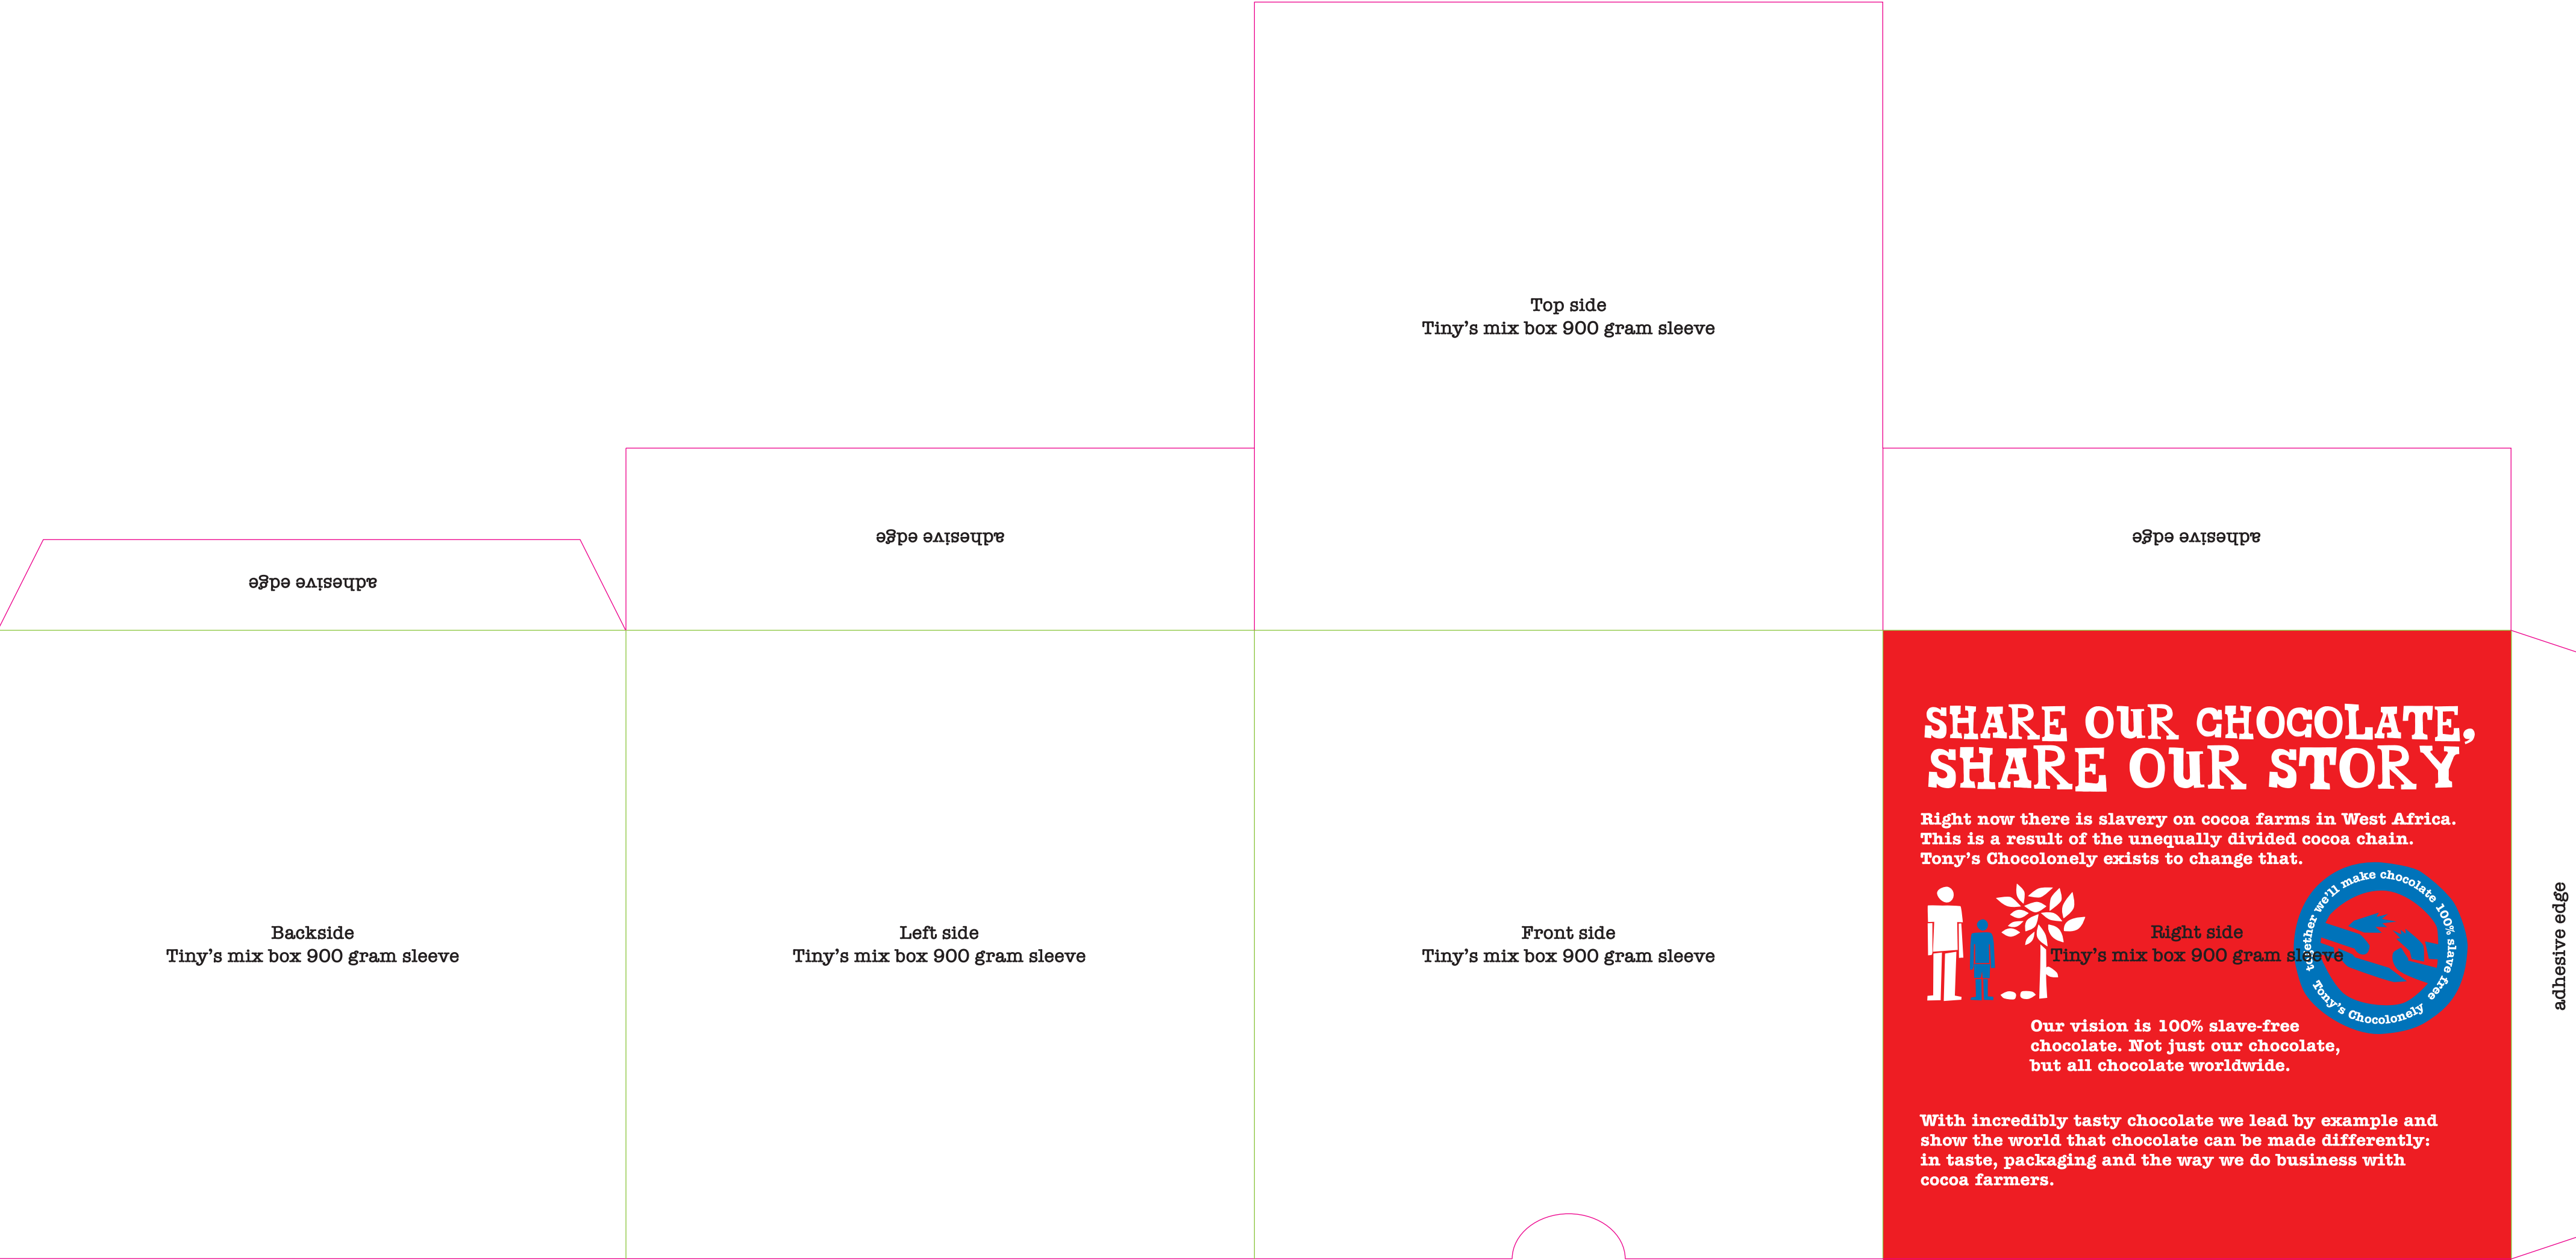 Top side
Tiny's mix box 900 gram sleeve
adhesive edge
adhesive edge
adhesive edge
Backside
Tiny's mix box 900 gram sleeve
Left side
Tiny's mix box 900 gram sleeve
Front side
Tiny's mix box 900 gram sleeve
SHARE OUR CHOCOLATE,
SHARE OUR STORY
Right now there is slavery on cocoa farms in West Africa.
This is a result of the unequally divided cocoa chain.
Tony's Chocolonely exists to change that.
Right side
Tiny's mix box 900 gram sleeve
together we'll make chocolate 100% slave free
Tony's Chocolonely
Our vision is 100% slave-free
chocolate. Not just our chocolate,
but all chocolate worldwide.
With incredibly tasty chocolate we lead by example and
show the world that chocolate can be made differently:
in taste, packaging and the way we do business with
cocoa farmers.
adhesive edge